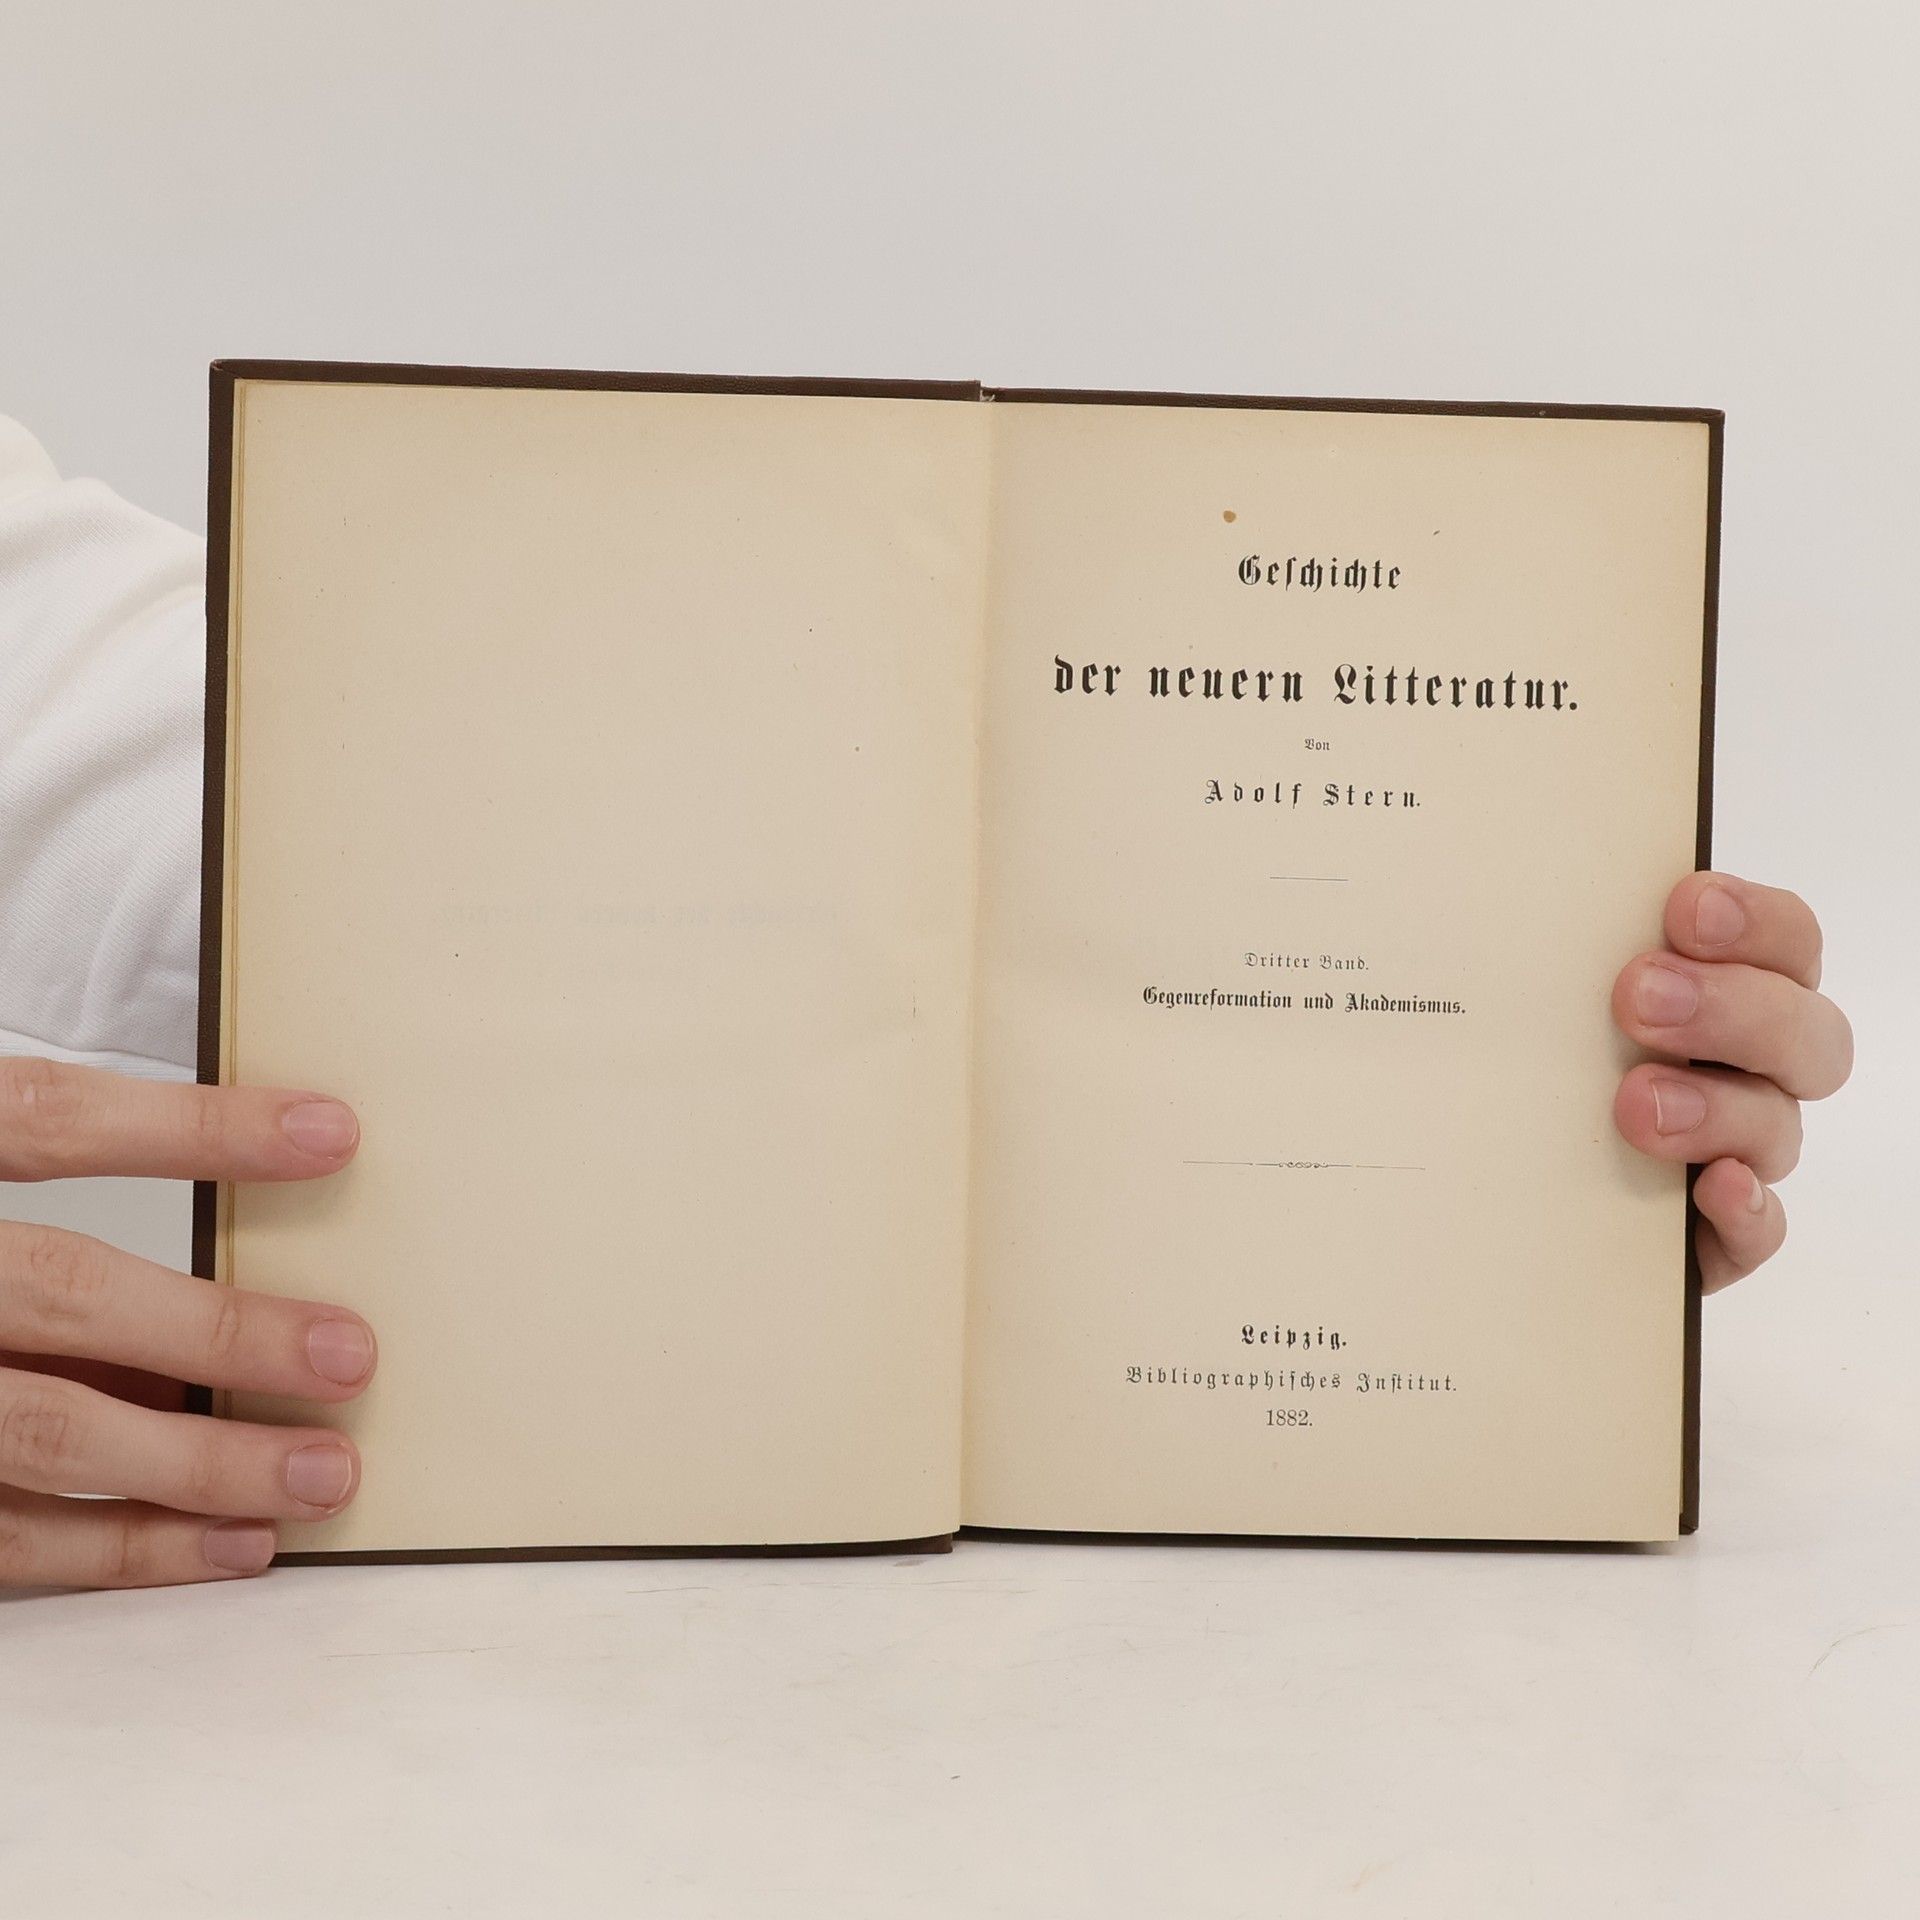 Geſchichte
der neuern Litteratur.
Von
Adolf Stern.
Dritter Band.
Gegenreformation und Akademismus.
Leipzig.
Bibliographiſches Inſtitut.
1882.